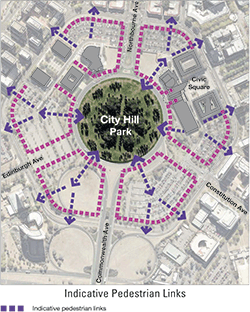 Northbourne Ave
Civic
Square
City Hill
Park
Edinburgh Ave
Constitution Ave
Commonwealth Ave
Indicative Pedestrian Links
Indicative pedestrian links